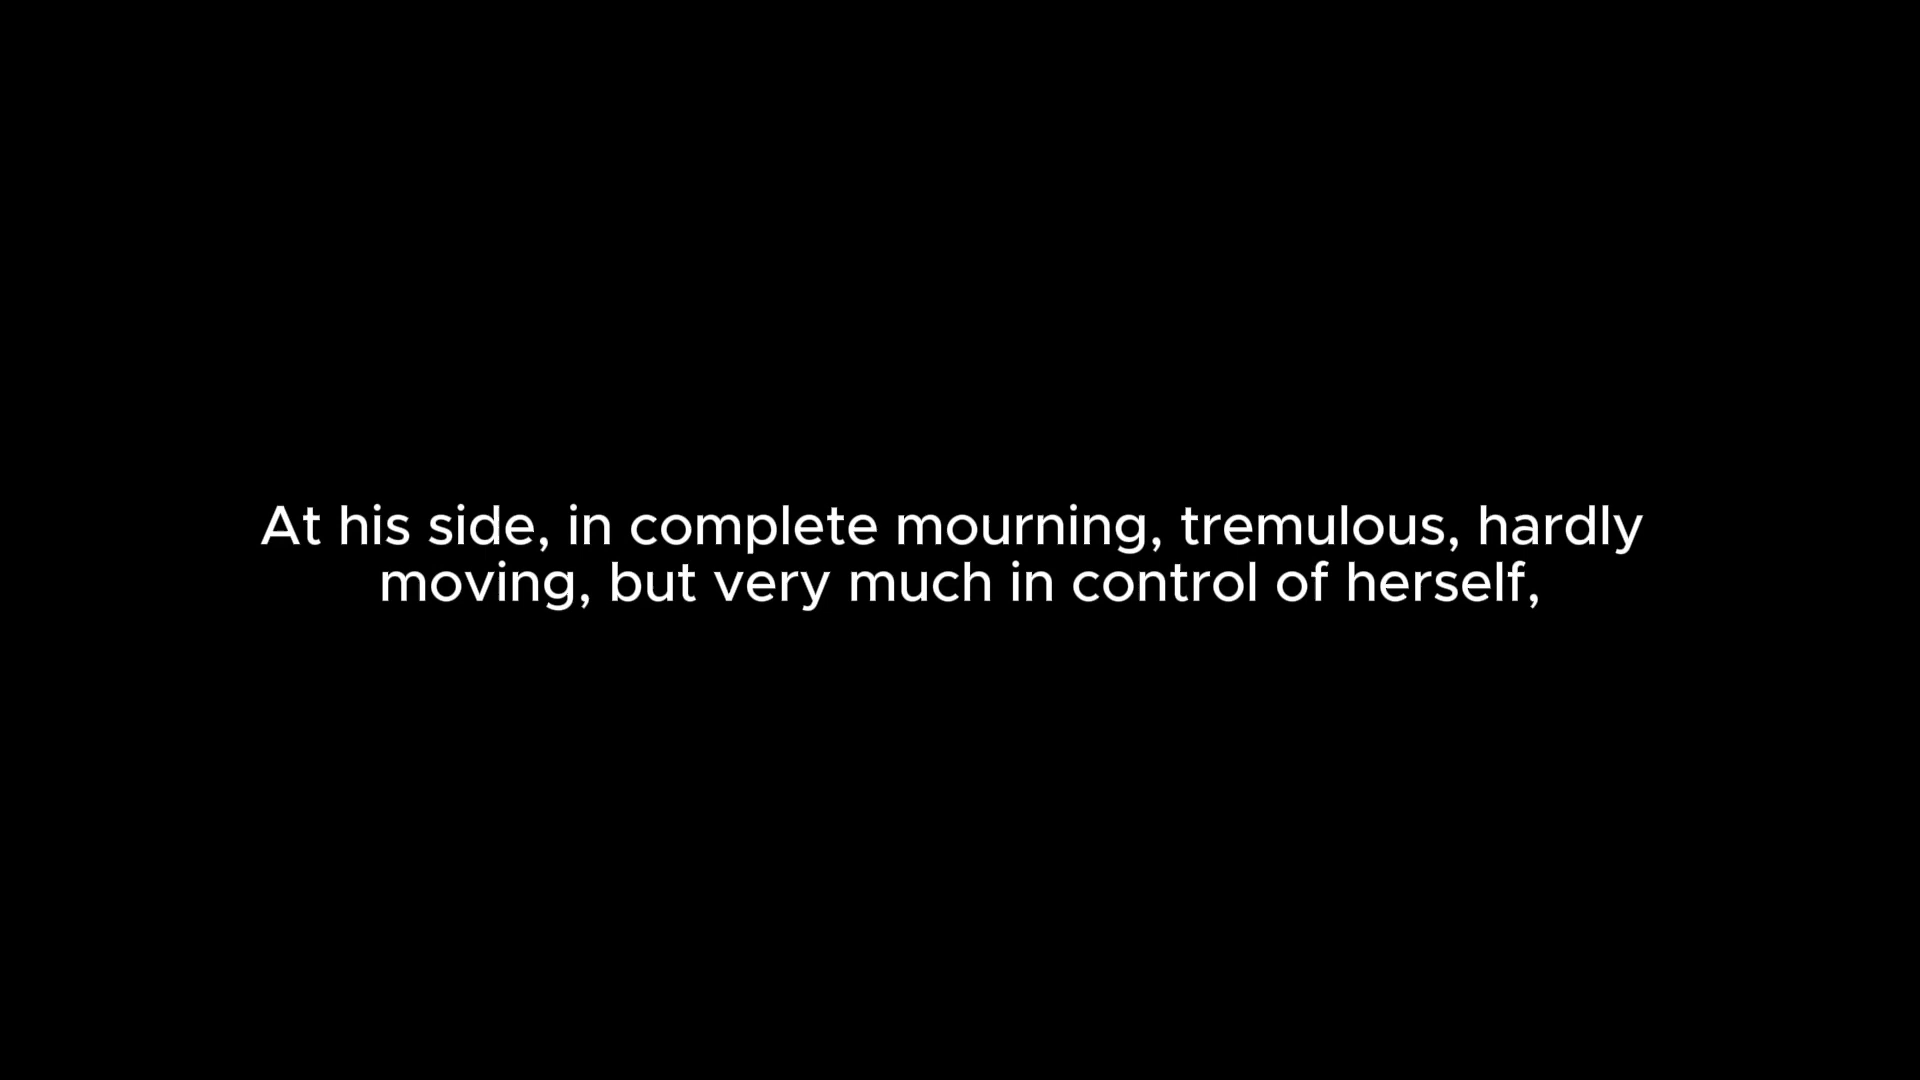 At his side, in complete mourning, tremulous, hardly
moving, but very much in control of herself,